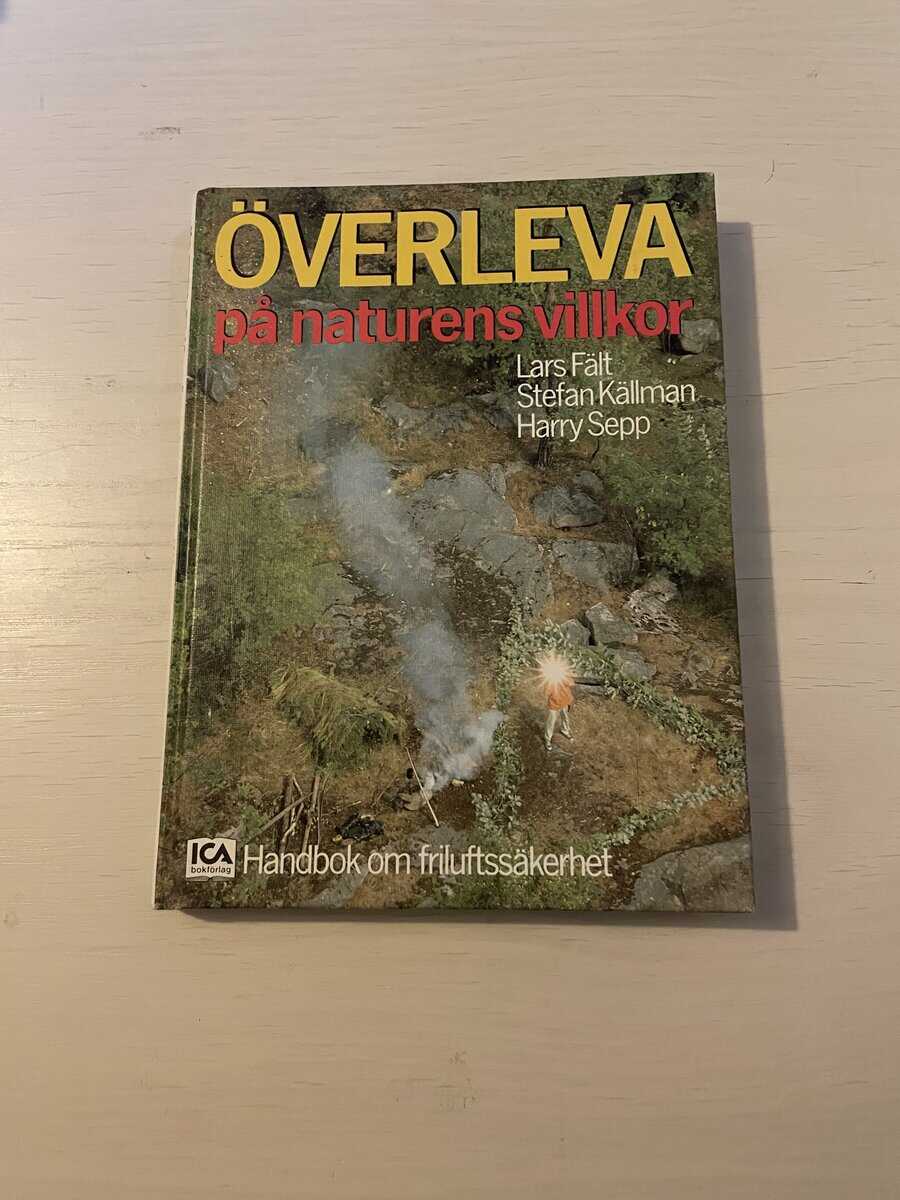 ÖVERLEVA
på naturens villkor
Lars Fält
Stefan Källman
Harry Sepp
ICA
bokförlag
Handbok om friluftssäkerhet